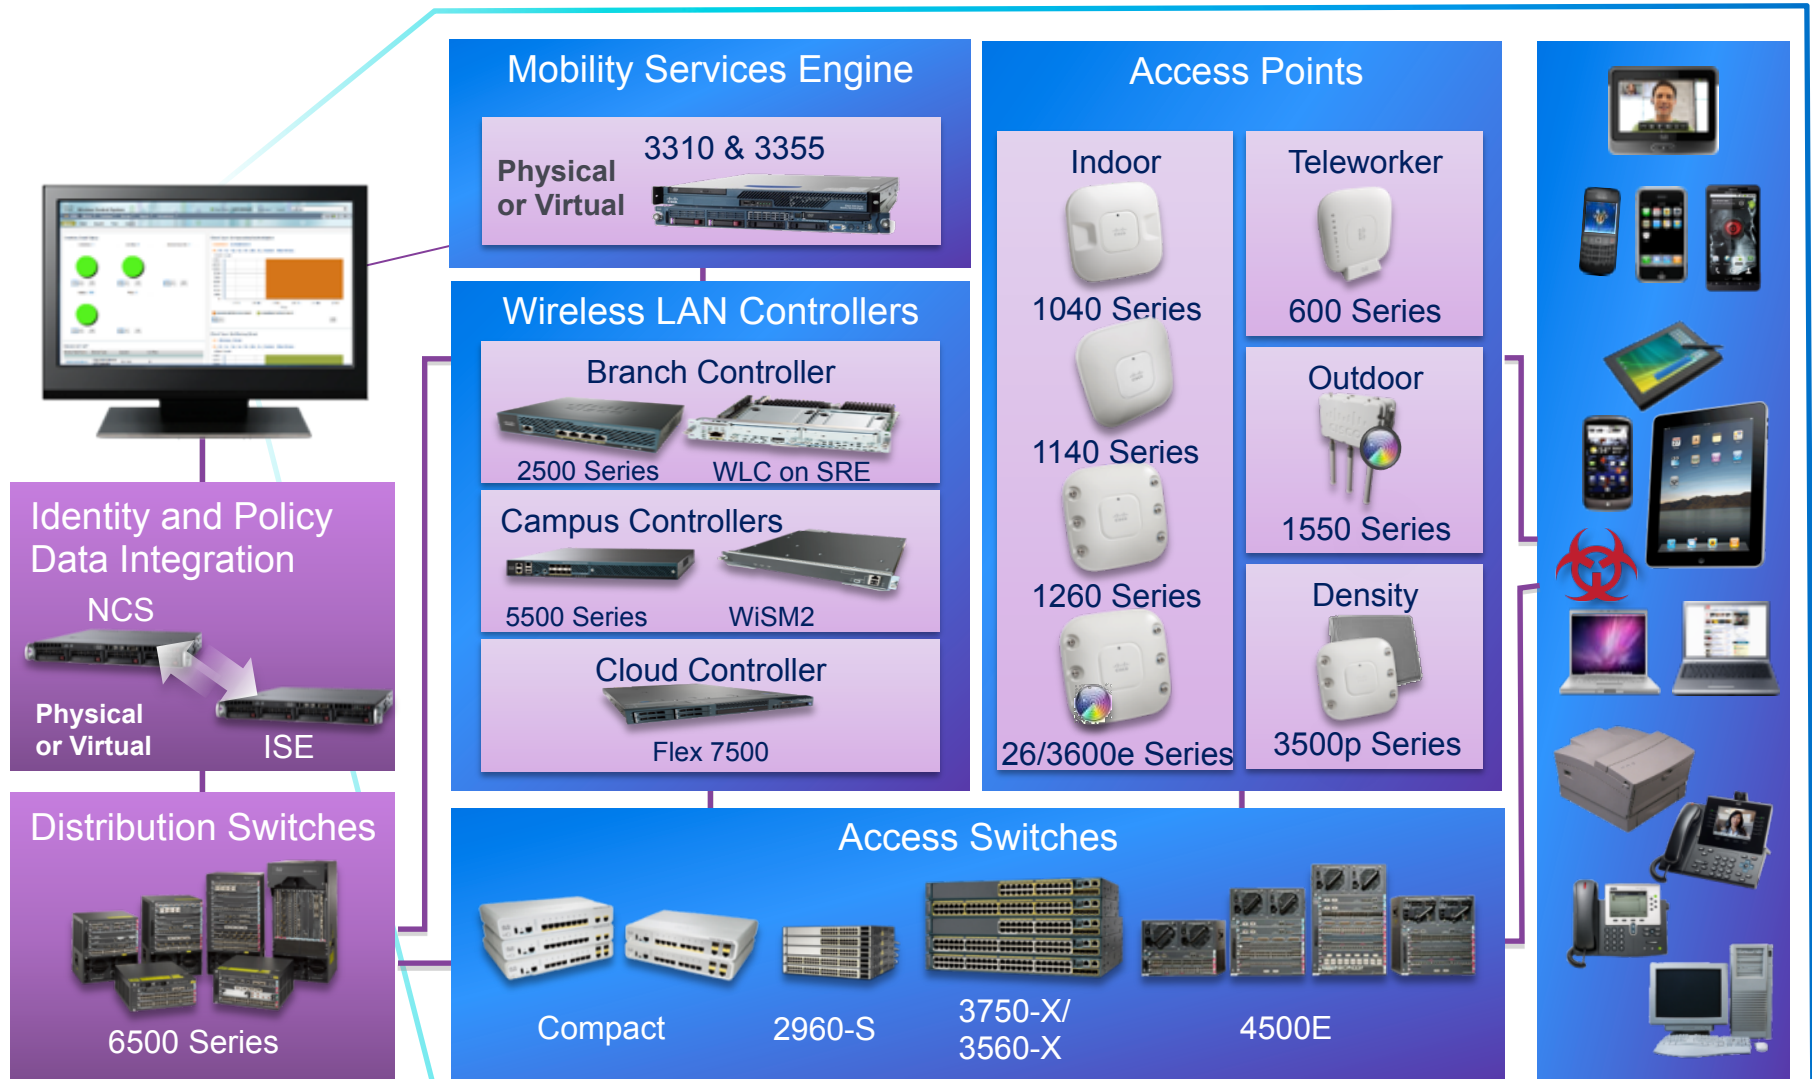 Mobility Services Engine
3310 & 3355
Physical
or Virtual
Wireless LAN Controllers
Branch Controller
2500 Series
WLC on SRE
Campus Controllers
5500 Series
WiSM2
Cloud Controller
Flex 7500
Access Points
Indoor
1040 Series
1140 Series
1260 Series
26/3600e Series
Teleworker
600 Series
Outdoor
1550 Series
Density
3500p Series
Identity and Policy
Data Integration
NCS
Physical
or Virtual
ISE
Distribution Switches
6500 Series
Access Switches
Compact
2960-S
3750-X/
3560-X
4500E